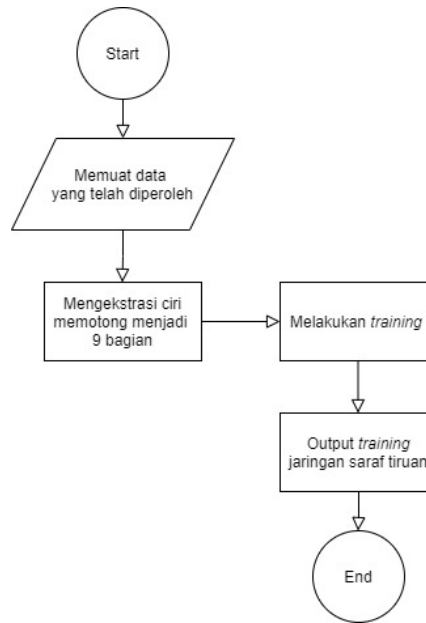 Start
Memuat data
yang telah diperoleh
Mengekstrasi ciri
memotong menjadi
9 bagian
Melakukan training
Output training
jaringan saraf tiruan
End